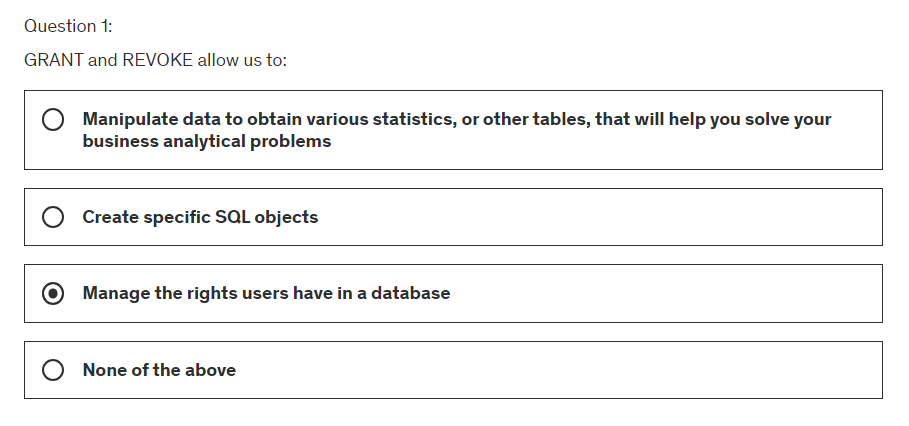 Question 1:
GRANT and REVOKE allow us to:
Manipulate data to obtain various statistics, or other tables, that will help you solve your
business analytical problems
Create specific SQL objects
Manage the rights users have in a database
None of the above